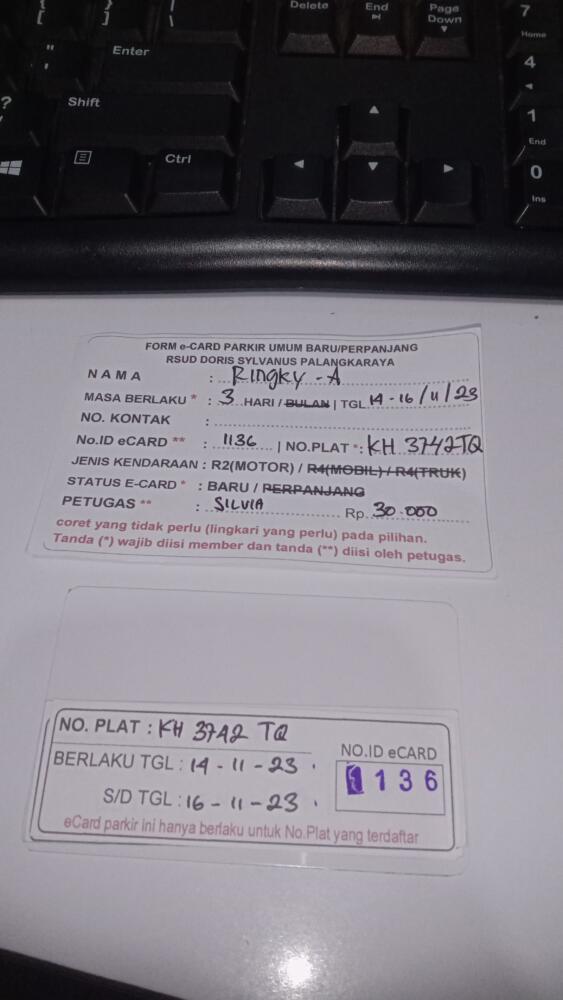 { [
} ]
| \
Delete
End
Page Down
7 Home
" '
Enter
4
? /
Shift
1 End
Ctrl
0 Ins
FORM e-CARD PARKIR UMUM BARU/PERPANJANG
RSUD DORIS SYLVANUS PALANGKARAYA
NAMA : Ringky - A
MASA BERLAKU * : 3 HARI / BULAN | TGL 14 - 16 / 11 / 23
NO. KONTAK :
No.ID eCARD ** : 1136 | NO.PLAT *: KH 3742 TQ
JENIS KENDARAAN : R2(MOTOR) / R4(MOBIL) / R4(TRUK)
STATUS E-CARD * : BARU / PERPANJANG
PETUGAS ** : SILVIA Rp. 30.000
coret yang tidak perlu (lingkari yang perlu) pada pilihan.
Tanda (*) wajib diisi member dan tanda (**) diisi oleh petugas.
NO. PLAT : KH 3742 TQ
BERLAKU TGL : 14 - 11 - 23
NO.ID eCARD
1136
S/D TGL : 16 - 11 - 23
eCard parkir ini hanya berlaku untuk No.Plat yang terdaftar